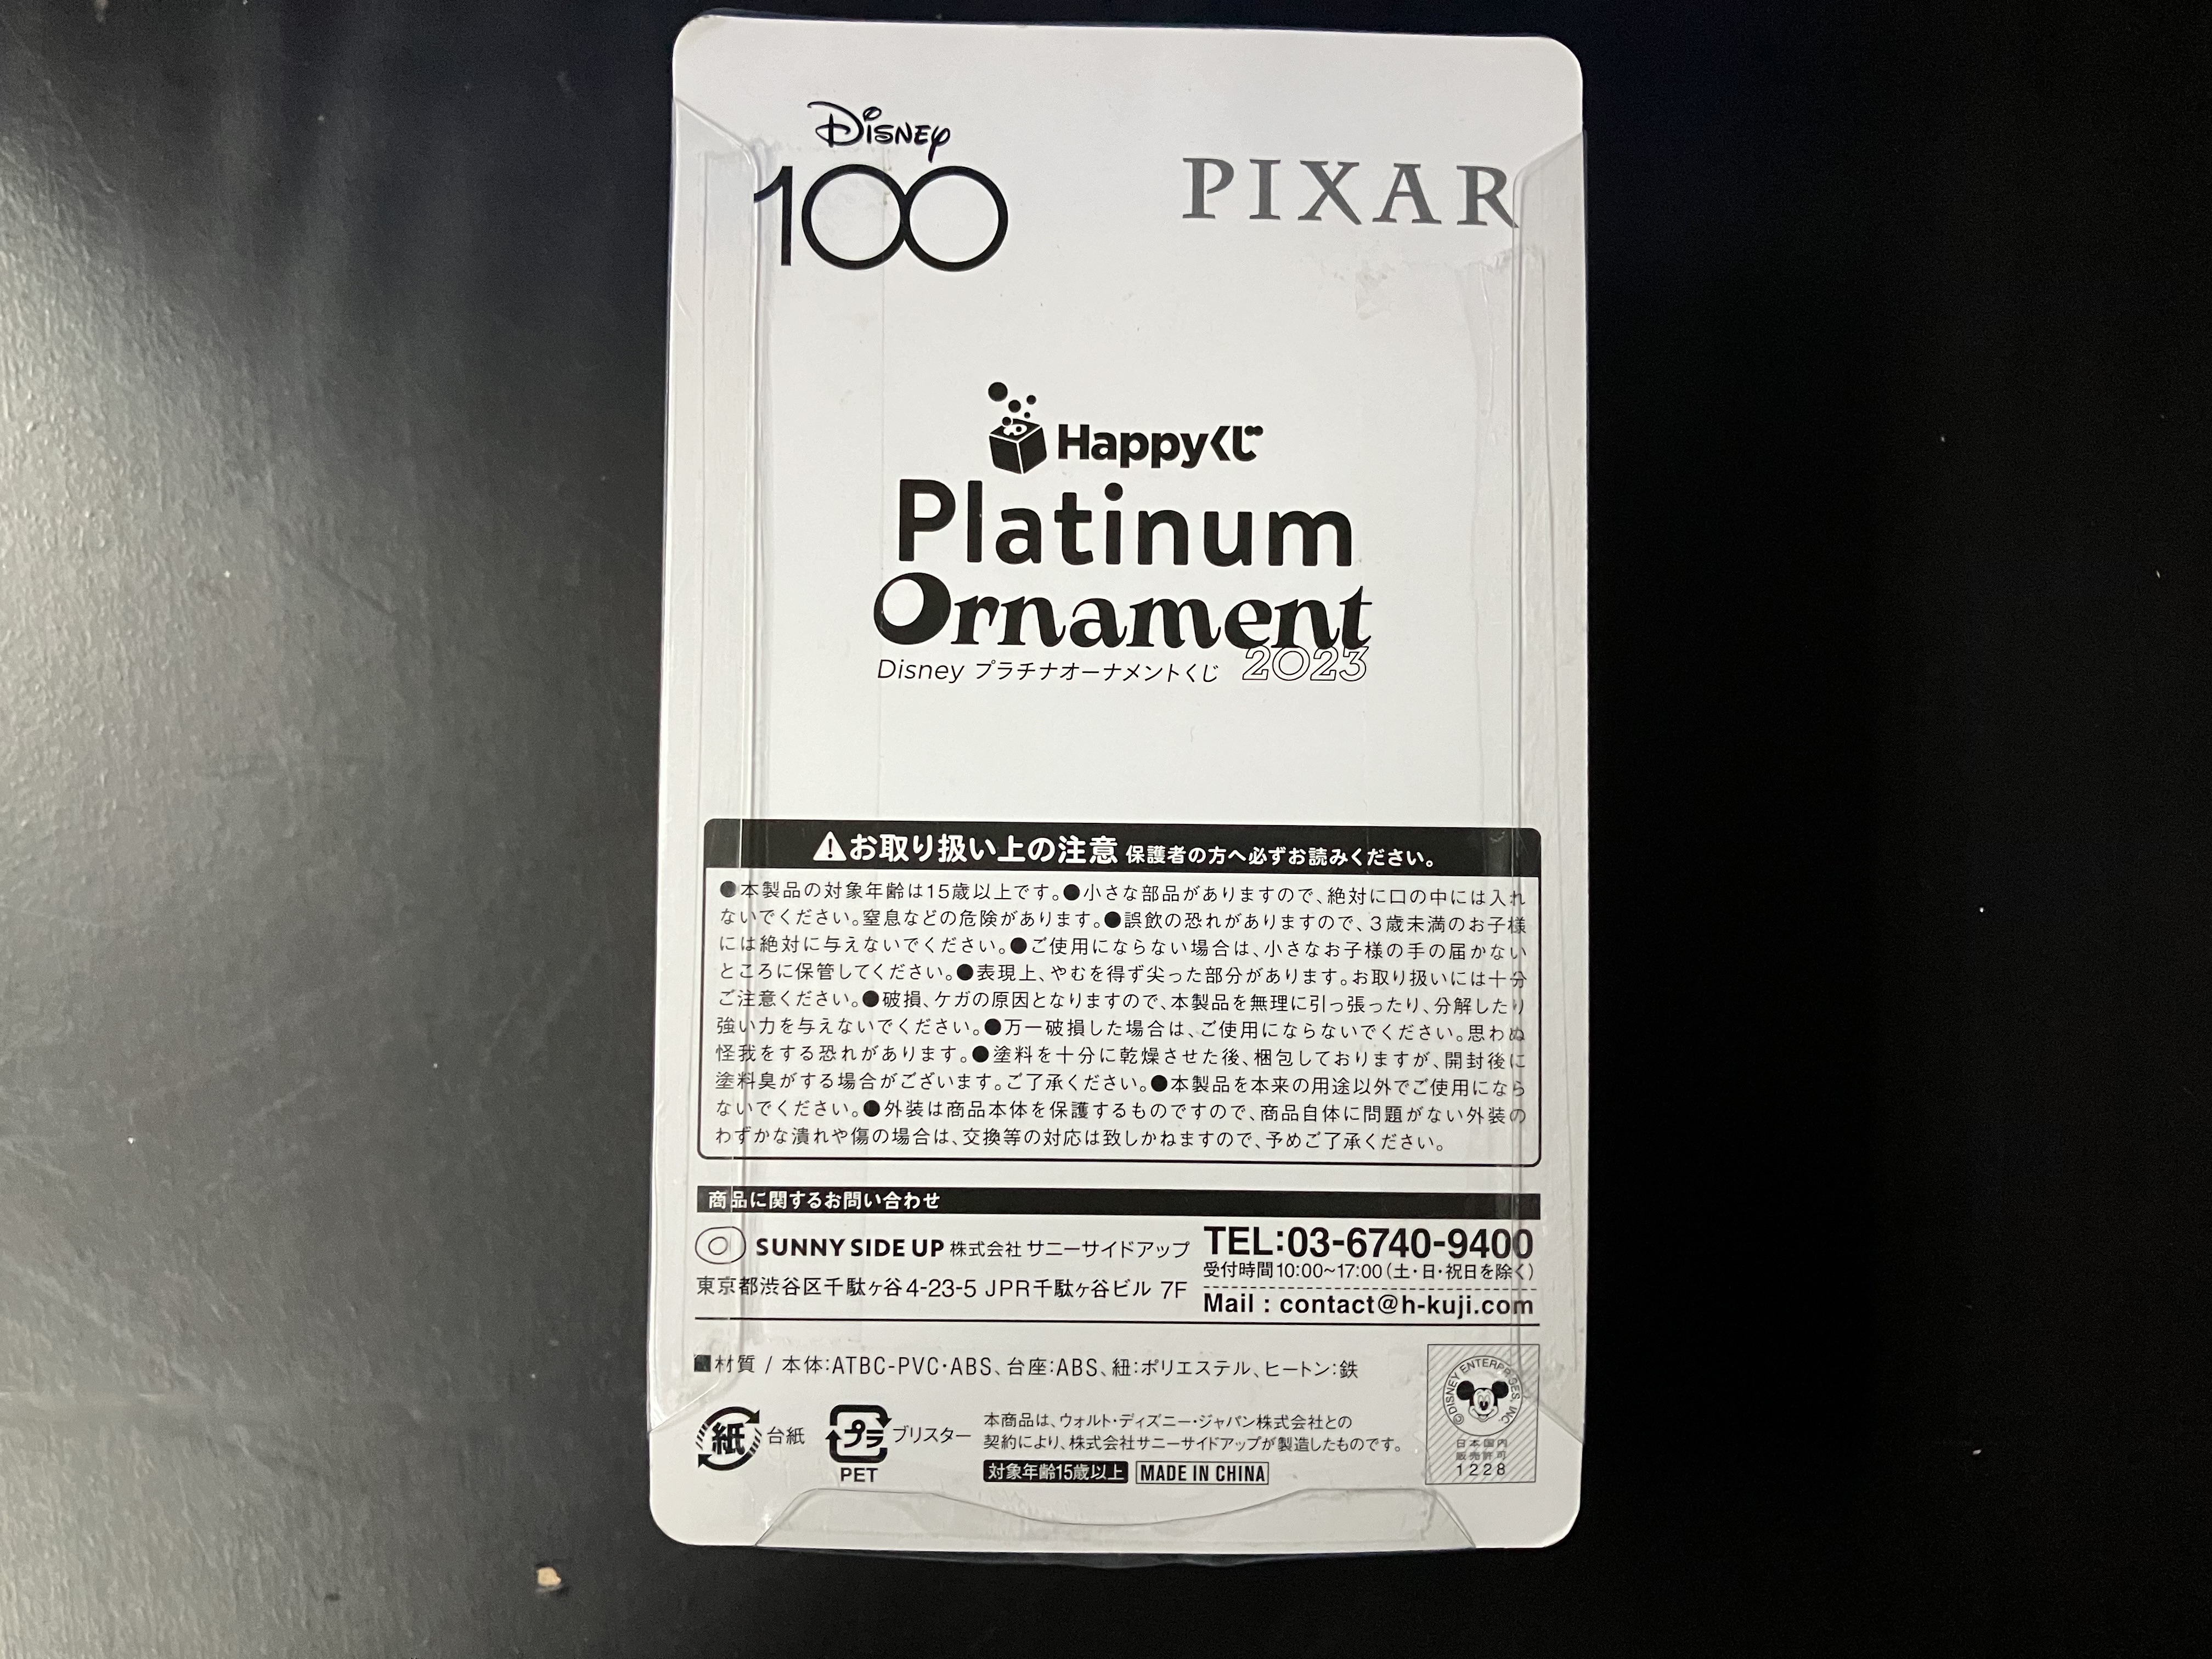 Disney
100
PIXAR
Happyくじ
Platinum
Ornament
Disney プラチナオーナメントくじ 2023
お取り扱い上の注意 保護者の方へ必ずお読みください。
●本製品の対象年齢は15歳以上です。●小さな部品がありますので、絶対に口の中には入れ
ないでください。窒息などの危険があります。●誤飲の恐れがありますので、3歳未満のお子様
には絶対に与えないでください。●ご使用にならない場合は、小さなお子様の手の届かない
ところに保管してください。●表現上、やむを得ず尖った部分があります。お取り扱いには十分
ご注意ください。●破損、ケガの原因となりますので、本製品を無理に引っ張ったり、分解したり
強い力を与えないでください。●万一破損した場合は、ご使用にならないでください。思わぬ
怪我をする恐れがあります。●塗料を十分に乾燥させた後、梱包しておりますが、開封後に
塗料臭がする場合がございます。ご了承ください。●本製品を本来の用途以外でご使用になら
ないでください。●外装は商品本体を保護するものですので、商品自体に問題がない外装の
わずかな潰れや傷の場合は、交換等の対応は致しかねますので、予めご了承ください。
商品に関するお問い合わせ
SUNNY SIDE UP 株式会社 サニーサイドアップ
東京都渋谷区千駄ヶ谷4-23-5 JPR千駄ヶ谷ビル 7F
TEL:03-6740-9400
受付時間10:00~17:00(土・日・祝日を除く)
Mail : contact@h-kuji.com
■材質 / 本体:ATBC-PVC・ABS、台座:ABS、紐:ポリエステル、ヒートン:鉄
紙 台紙
プラ ブリスター
PET
本商品は、ウォルト・ディズニー・ジャパン株式会社との
契約により、株式会社サニーサイドアップが製造したものです。
対象年齢15歳以上 MADE IN CHINA
©DISNEY ENTERPRISES, INC.
日本国内
販売許可
1228